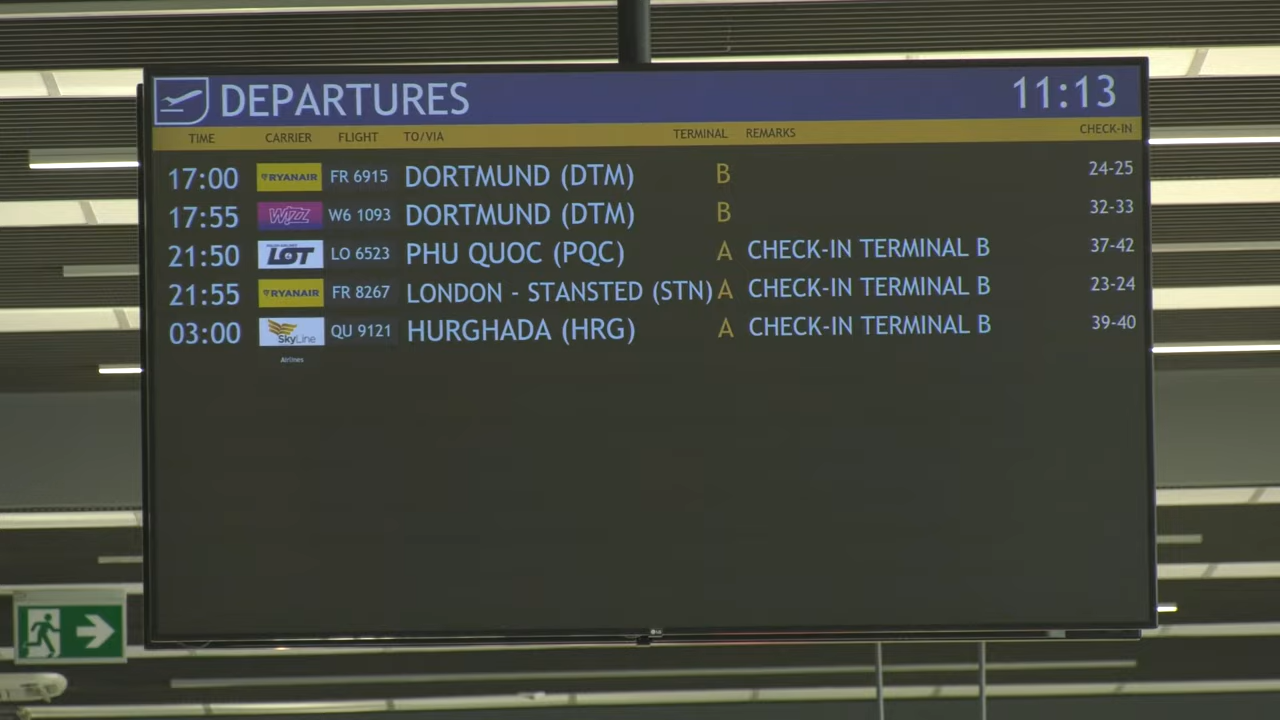 DEPARTURES 11:13
TIME CARRIER FLIGHT TO/VIA TERMINAL REMARKS CHECK-IN
17:00 RYANAIR FR 6915 DORTMUND (DTM) B 24-25
17:55 WIZZ W6 1093 DORTMUND (DTM) B 32-33
21:50 LOT LO 6523 PHU QUOC (PQC) A CHECK-IN TERMINAL B 37-42
21:55 RYANAIR FR 8267 LONDON - STANSTED (STN) A CHECK-IN TERMINAL B 23-24
03:00 SkyLine QU 9121 HURGHADA (HRG) A CHECK-IN TERMINAL B 39-40
Airlines
LG